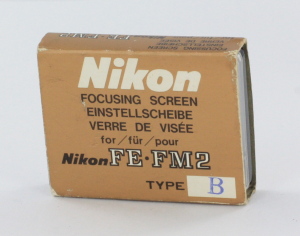 Nikon
FOCUSING SCREEN
EINSTELLSCHEIBE
VERRE DE VISÉE
for/für/pour
Nikon FE·FM2
TYPE B